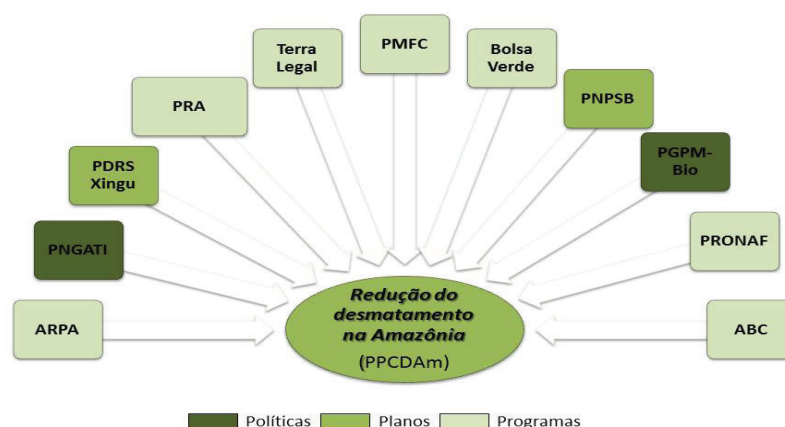 PMFC
Terra
Legal
Bolsa
Verde
PRA
PNPSB
PDRS
Xingu
PGPM-
Bio
PNGATI
PRONAF
ARPA
Redução do
desmatamento
na Amazônia
(PPCDAm)
ABC
Políticas Planos Programas